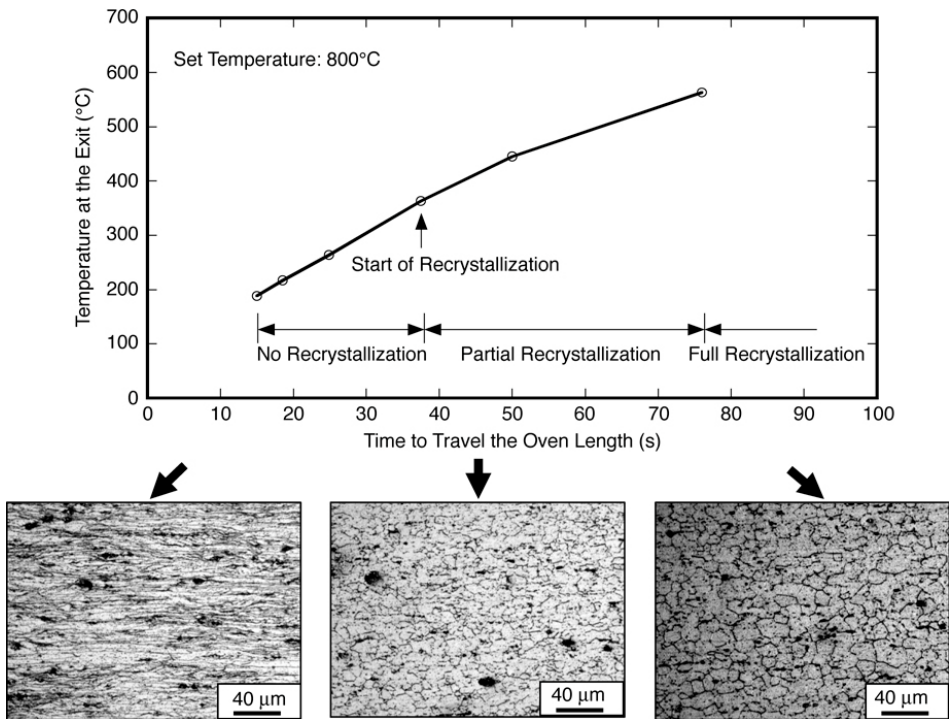 700
Set Temperature: 800°C
600
500
400
300
Start of Recrystallization
200
100
No Recrystallization
Partial Recrystallization
Full Recrystallization
0
0 10 20 30 40 50 60 70 80 90 100
Temperature at the Exit (°C)
Time to Travel the Oven Length (s)
40 μm
40 μm
40 μm